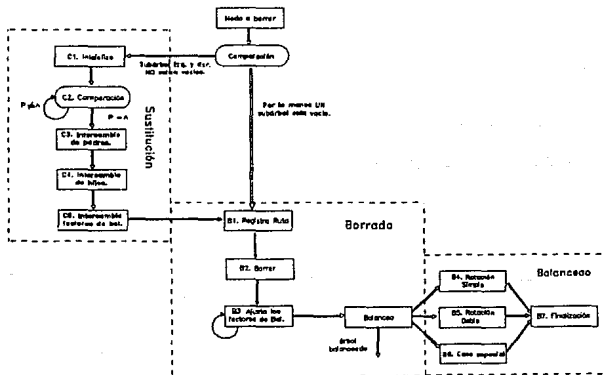 Nodo a borrar
Comparación
Subárbol izq. y der.
NO están vacíos.
C1. Inicializa
C2. Comparación
P = n
C3. Intercambio
de padres.
C4. Intercambio
de hijos.
C5. Intercambia
factores de bal.
Sustitución
Por lo menos UN
subárbol está vacío.
B1. Registra Ruta
Borrado
B2. Borrar
B3 Ajusta los
factores de Bal.
Balanceo
árbol
balanceado
Balanceo
B4. Rotación
Simple
B5. Rotación
Doble
B6. Caso especial
B7. Finalización